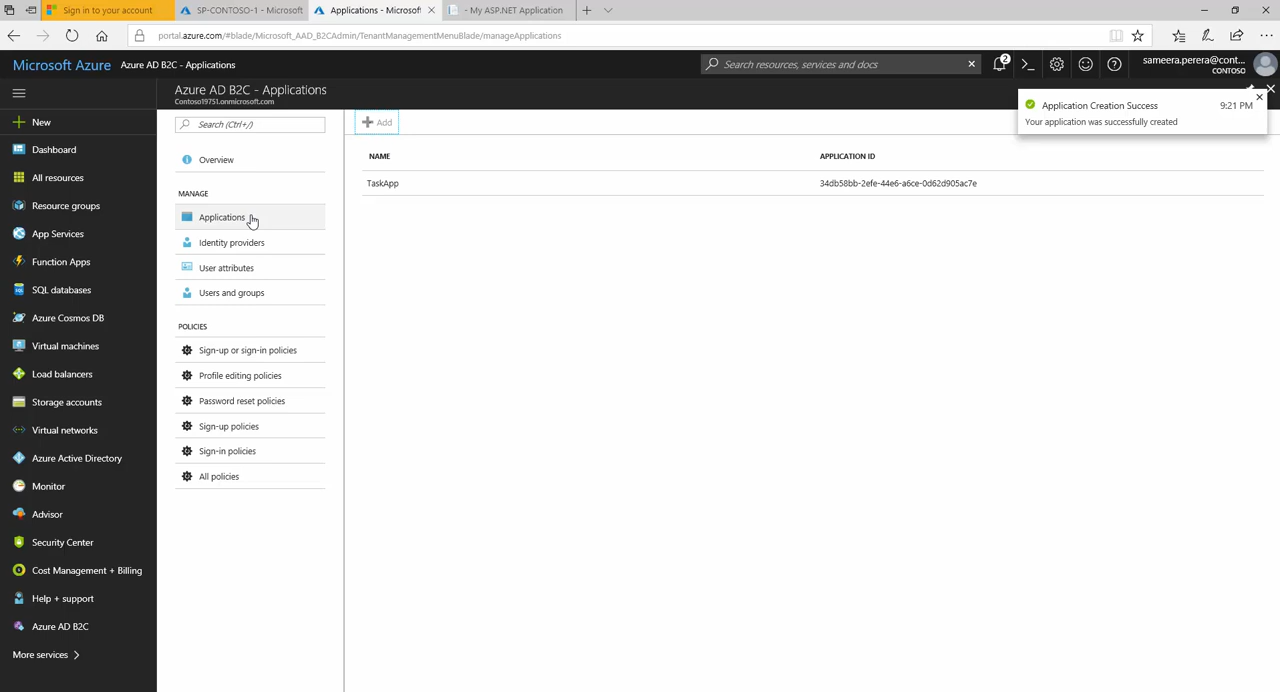 Sign in to your account
SP-CONTOSO-1 - Microsoft
Applications - Microsof
- My ASP.NET Application
portal.azure.com/#blade/Microsoft_AAD_B2CAdmin/TenantManagementMenuBlade/manageApplications
Microsoft Azure
Azure AD B2C - Applications
Search resources, services and docs
2
sameera.perera@cont...
CONTOSO
Azure AD B2C - Applications
Contoso19751.onmicrosoft.com
Application Creation Success
9:21 PM
Your application was successfully created
New
Dashboard
All resources
Resource groups
App Services
Function Apps
SQL databases
Azure Cosmos DB
Virtual machines
Load balancers
Storage accounts
Virtual networks
Azure Active Directory
Monitor
Advisor
Security Center
Cost Management + Billing
Help + support
Azure AD B2C
More services
Search (Ctrl+/)
Overview
MANAGE
Applications
Identity providers
User attributes
Users and groups
POLICIES
Sign-up or sign-in policies
Profile editing policies
Password reset policies
Sign-up policies
Sign-in policies
All policies
Add
NAME
APPLICATION ID
TaskApp
34db58bb-2efe-44e6-a6ce-0d62d905ac7e